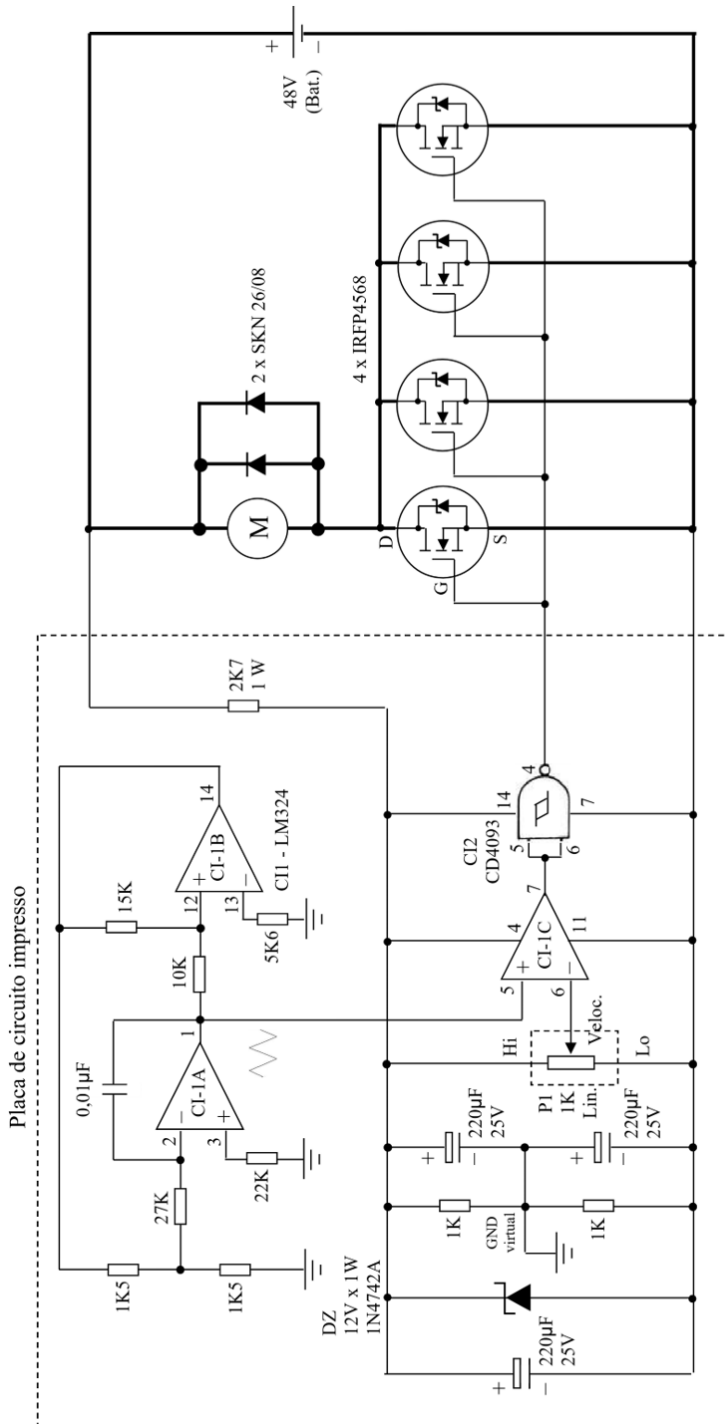 Placa de circuito impresso
1K5
1K5
27K
22K
0,01µF
2
3
−
+
CI-1A
1
10K
15K
12
13
+
−
CI-1B
14
5K6
CI1 - LM324
2K7
1 W
DZ
12V x 1W
1N4742A
+
−
220µF
25V
1K
1K
GND
virtual
+
−
220µF
25V
+
−
220µF
25V
P1
1K
Lin.
Hi
Veloc.
Lo
5
6
+
−
CI-1C
4
11
7
CI2
CD4093
5
6
14
7
4
M
2 x SKN 26/08
D
G
S
4 x IRFP4568
+
−
48V
(Bat.)